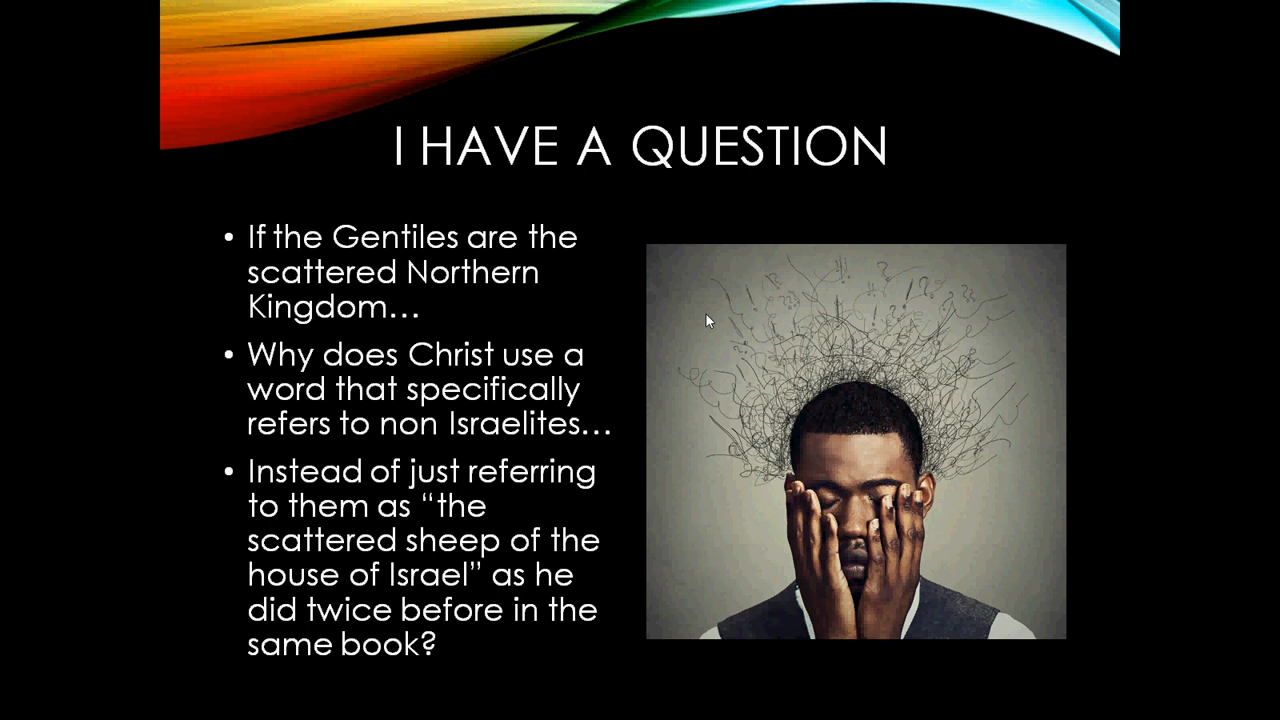 I HAVE A QUESTION
• If the Gentiles are the
scattered Northern
Kingdom…
• Why does Christ use a
word that specifically
refers to non Israelites…
• Instead of just referring
to them as “the
scattered sheep of the
house of Israel” as he
did twice before in the
same book?